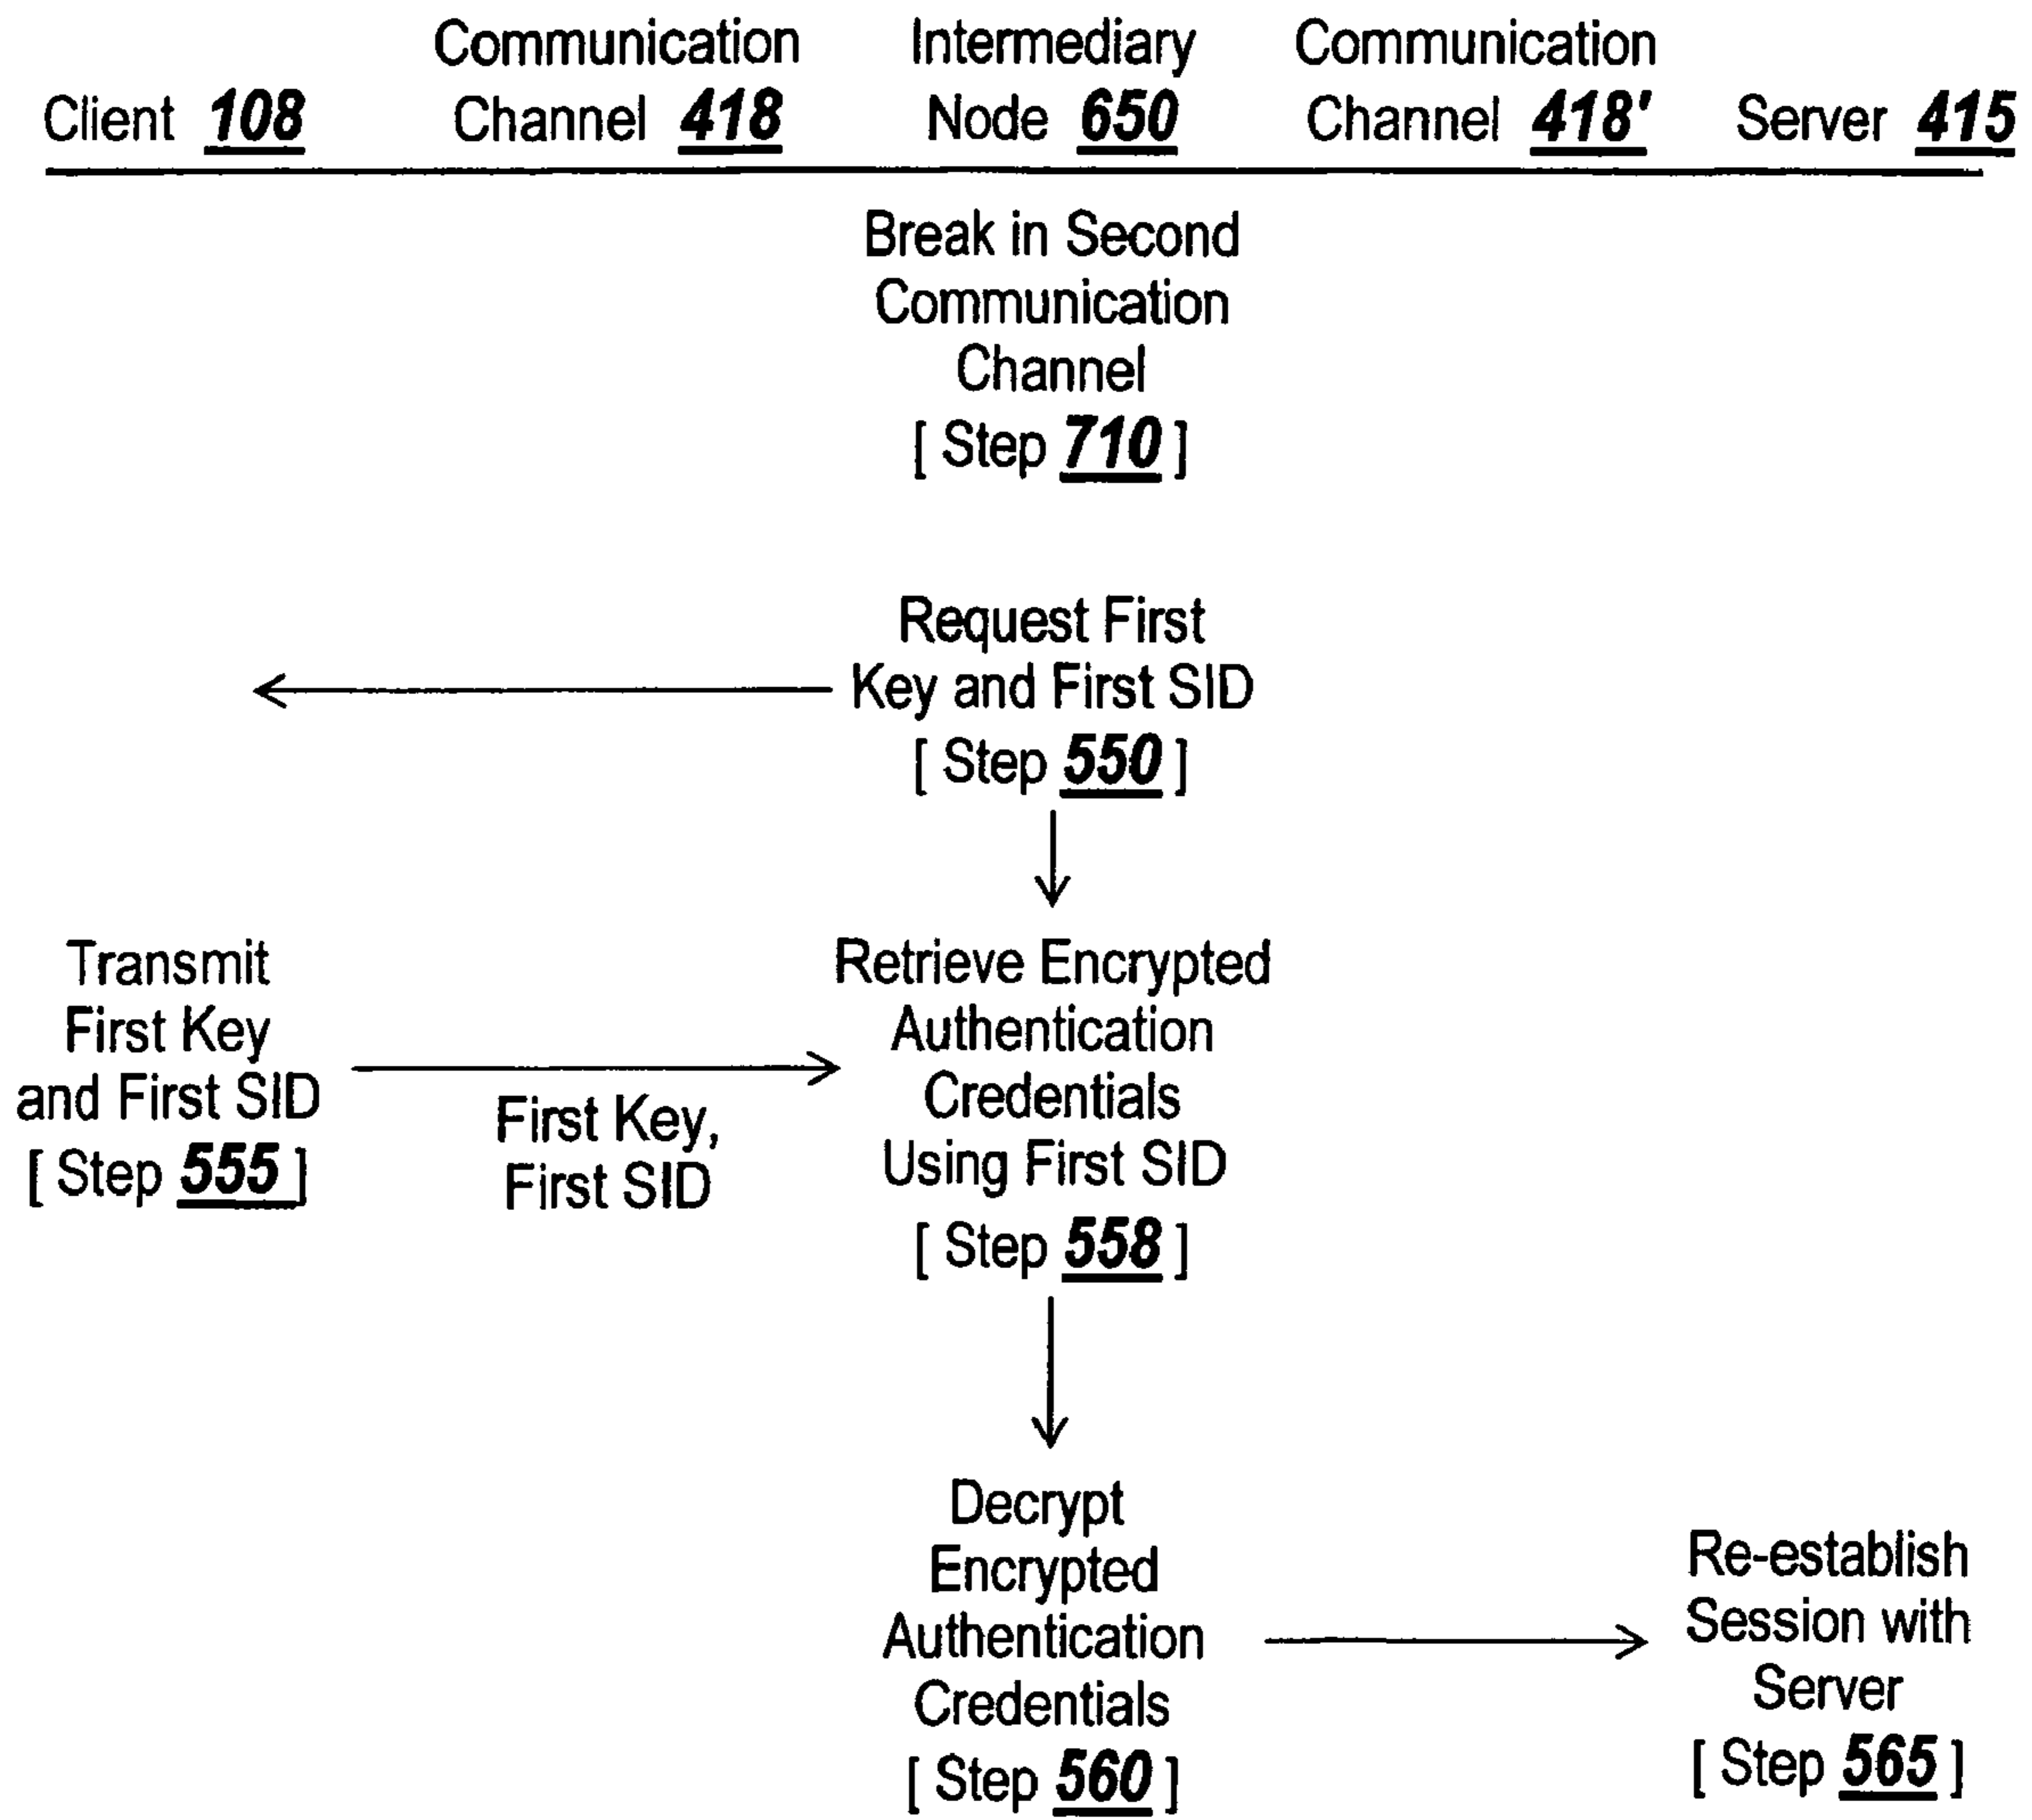 Communication Intermediary Communication
Client 108 Channel 418 Node 650 Channel 418' Server 415
Break in Second
Communication
Channel
[ Step 710 ]
Request First
Key and First SID
[ Step 550 ]
Transmit
First Key
and First SID
[ Step 555 ]
First Key,
First SID
Retrieve Encrypted
Authentication
Credentials
Using First SID
[ Step 558 ]
Decrypt
Encrypted
Authentication
Credentials
[ Step 560 ]
Re-establish
Session with
Server
[ Step 565 ]